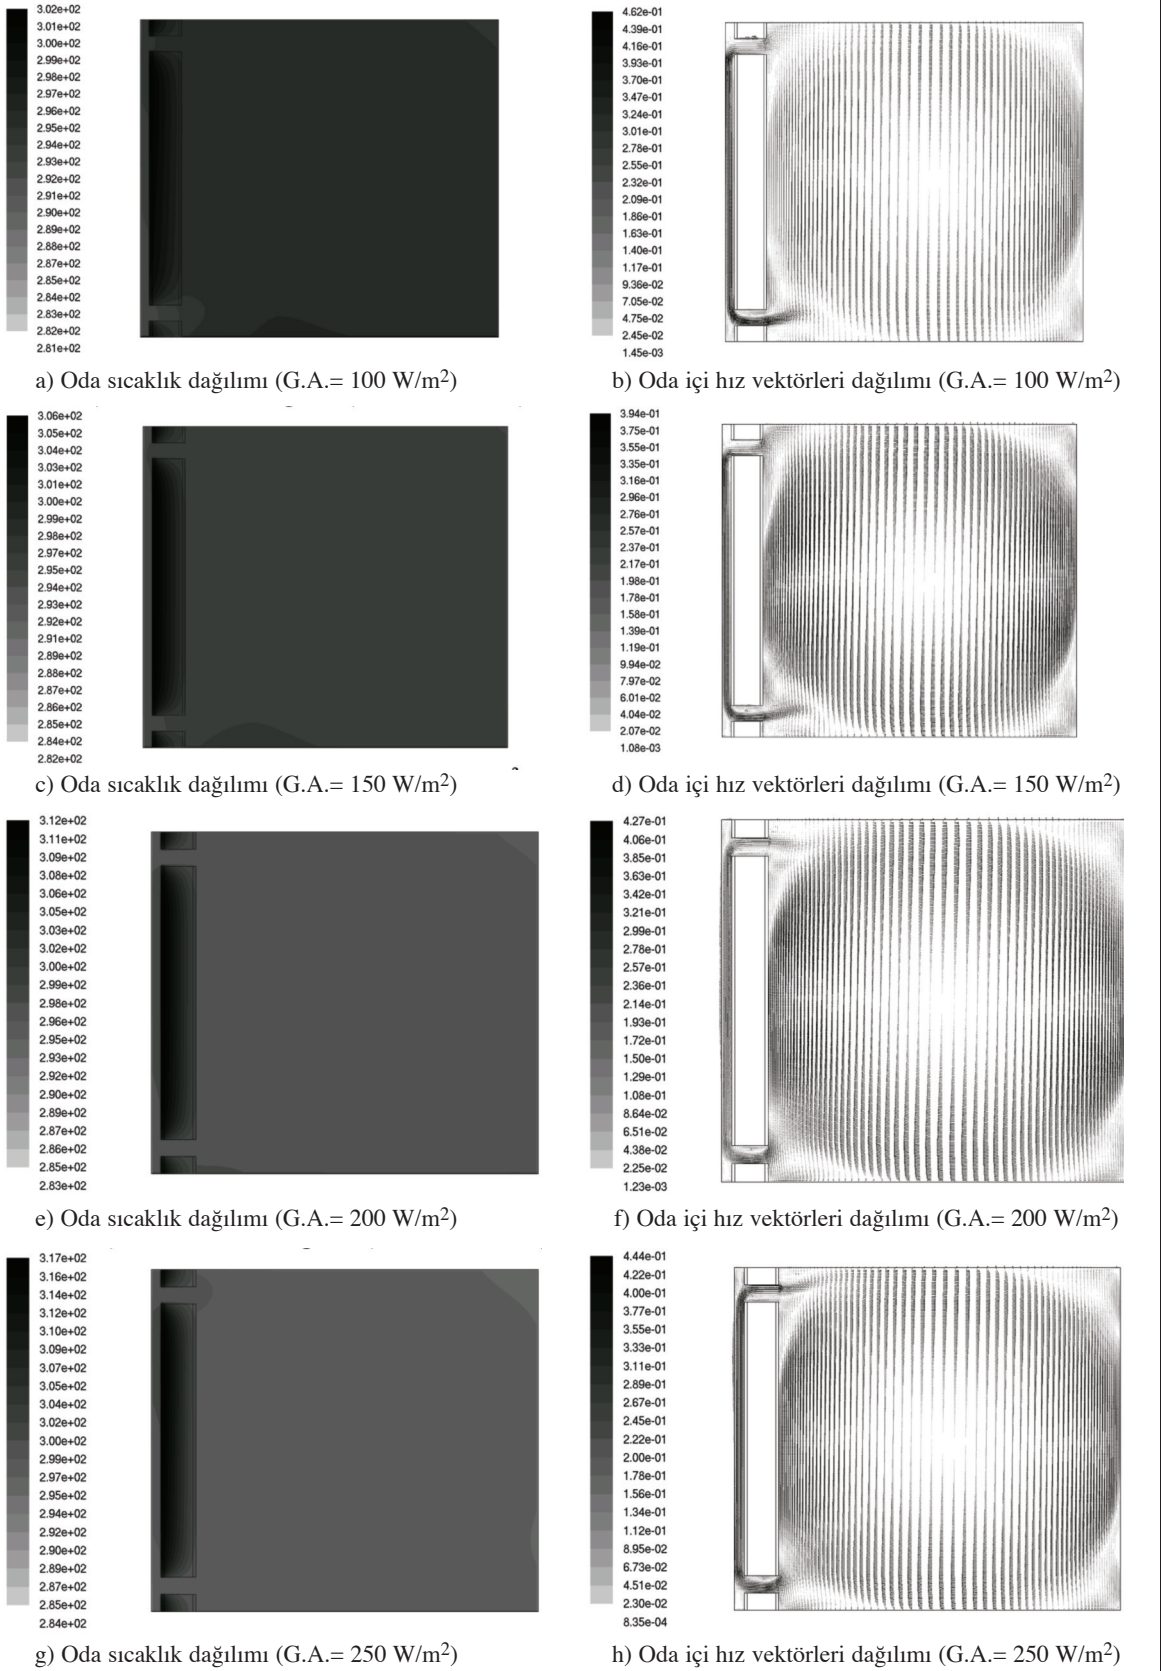 3.02e+02
3.01e+02
3.00e+02
2.99e+02
2.98e+02
2.97e+02
2.96e+02
2.95e+02
2.94e+02
2.93e+02
2.92e+02
2.91e+02
2.90e+02
2.89e+02
2.88e+02
2.87e+02
2.85e+02
2.84e+02
2.83e+02
2.82e+02
2.81e+02
4.62e-01
4.39e-01
4.16e-01
3.93e-01
3.70e-01
3.47e-01
3.24e-01
3.01e-01
2.78e-01
2.55e-01
2.32e-01
2.09e-01
1.86e-01
1.63e-01
1.40e-01
1.17e-01
9.36e-02
7.05e-02
4.75e-02
2.45e-02
1.45e-03
a) Oda sıcaklık dağılımı (G.A.= 100 W/m²)
b) Oda içi hız vektörleri dağılımı (G.A.= 100 W/m²)
3.06e+02
3.05e+02
3.04e+02
3.03e+02
3.01e+02
3.00e+02
2.99e+02
2.98e+02
2.97e+02
2.95e+02
2.94e+02
2.93e+02
2.92e+02
2.91e+02
2.89e+02
2.88e+02
2.87e+02
2.86e+02
2.85e+02
2.84e+02
2.82e+02
3.94e-01
3.75e-01
3.55e-01
3.35e-01
3.16e-01
2.96e-01
2.76e-01
2.57e-01
2.37e-01
2.17e-01
1.98e-01
1.78e-01
1.58e-01
1.39e-01
1.19e-01
9.94e-02
7.97e-02
6.01e-02
4.04e-02
2.07e-02
1.08e-03
c) Oda sıcaklık dağılımı (G.A.= 150 W/m²)
d) Oda içi hız vektörleri dağılımı (G.A.= 150 W/m²)
3.12e+02
3.11e+02
3.09e+02
3.08e+02
3.06e+02
3.05e+02
3.03e+02
3.02e+02
3.00e+02
2.99e+02
2.98e+02
2.96e+02
2.95e+02
2.93e+02
2.92e+02
2.90e+02
2.89e+02
2.87e+02
2.86e+02
2.85e+02
2.83e+02
4.27e-01
4.06e-01
3.85e-01
3.63e-01
3.42e-01
3.21e-01
2.99e-01
2.78e-01
2.57e-01
2.36e-01
2.14e-01
1.93e-01
1.72e-01
1.50e-01
1.29e-01
1.08e-01
8.64e-02
6.51e-02
4.38e-02
2.25e-02
1.23e-03
e) Oda sıcaklık dağılımı (G.A.= 200 W/m²)
f) Oda içi hız vektörleri dağılımı (G.A.= 200 W/m²)
3.17e+02
3.16e+02
3.14e+02
3.12e+02
3.10e+02
3.09e+02
3.07e+02
3.05e+02
3.04e+02
3.02e+02
3.00e+02
2.99e+02
2.97e+02
2.95e+02
2.94e+02
2.92e+02
2.90e+02
2.89e+02
2.87e+02
2.85e+02
2.84e+02
4.44e-01
4.22e-01
4.00e-01
3.77e-01
3.55e-01
3.33e-01
3.11e-01
2.89e-01
2.67e-01
2.45e-01
2.22e-01
2.00e-01
1.78e-01
1.56e-01
1.34e-01
1.12e-01
8.95e-02
6.73e-02
4.51e-02
2.30e-02
8.35e-04
g) Oda sıcaklık dağılımı (G.A.= 250 W/m²)
h) Oda içi hız vektörleri dağılımı (G.A.= 250 W/m²)